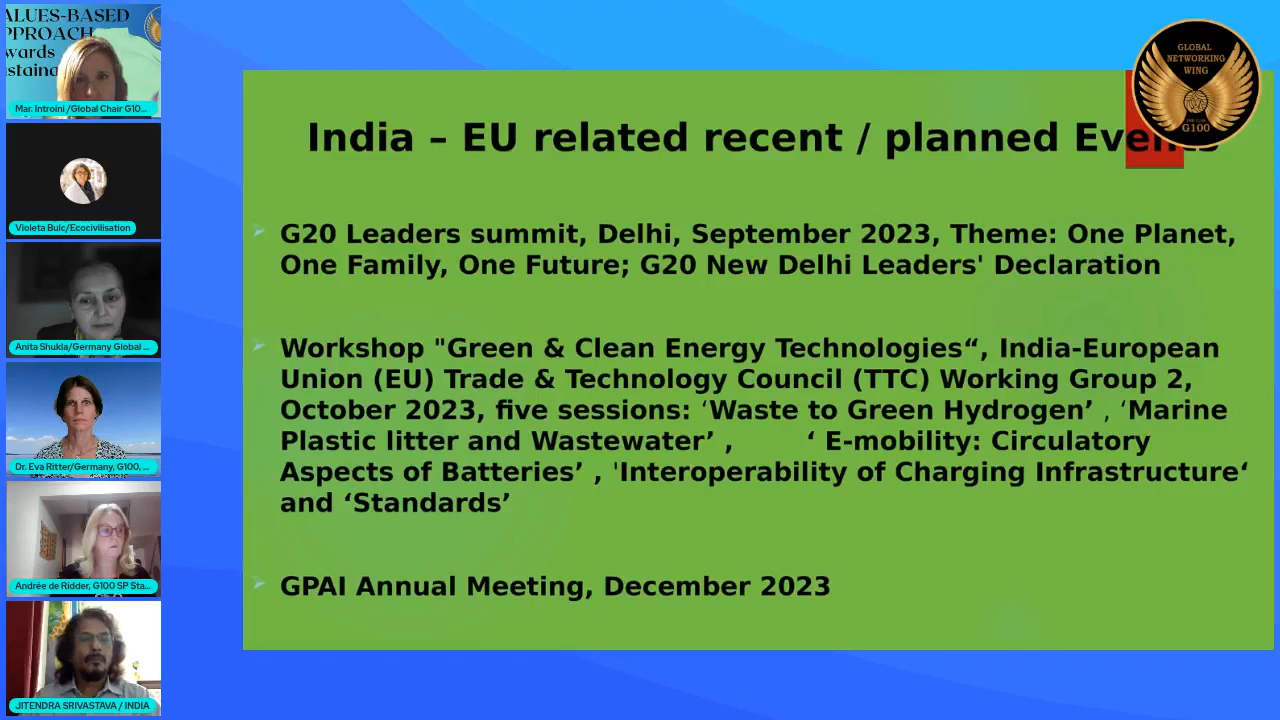 ALUES-BASED
PPROACH
wards
staina
Mar. Introini /Global Chair G10...
Violeta Bulc/Ecocivilisation
Anita Shukla/Germany Global ...
Dr. Eva Ritter/Germany, G100, ...
Andrée de Ridder, G100 SP Sta...
JITENDRA SRIVASTAVA / INDIA
GLOBAL
NETWORKING
WING
G100
India – EU related recent / planned Events
G20 Leaders summit, Delhi, September 2023, Theme: One Planet,
One Family, One Future; G20 New Delhi Leaders' Declaration
Workshop "Green & Clean Energy Technologies“, India-European
Union (EU) Trade & Technology Council (TTC) Working Group 2,
October 2023, five sessions: ‘Waste to Green Hydrogen’ , ‘Marine
Plastic litter and Wastewater’ , ‘ E-mobility: Circulatory
Aspects of Batteries’ , 'Interoperability of Charging Infrastructure‘
and ‘Standards’
GPAI Annual Meeting, December 2023